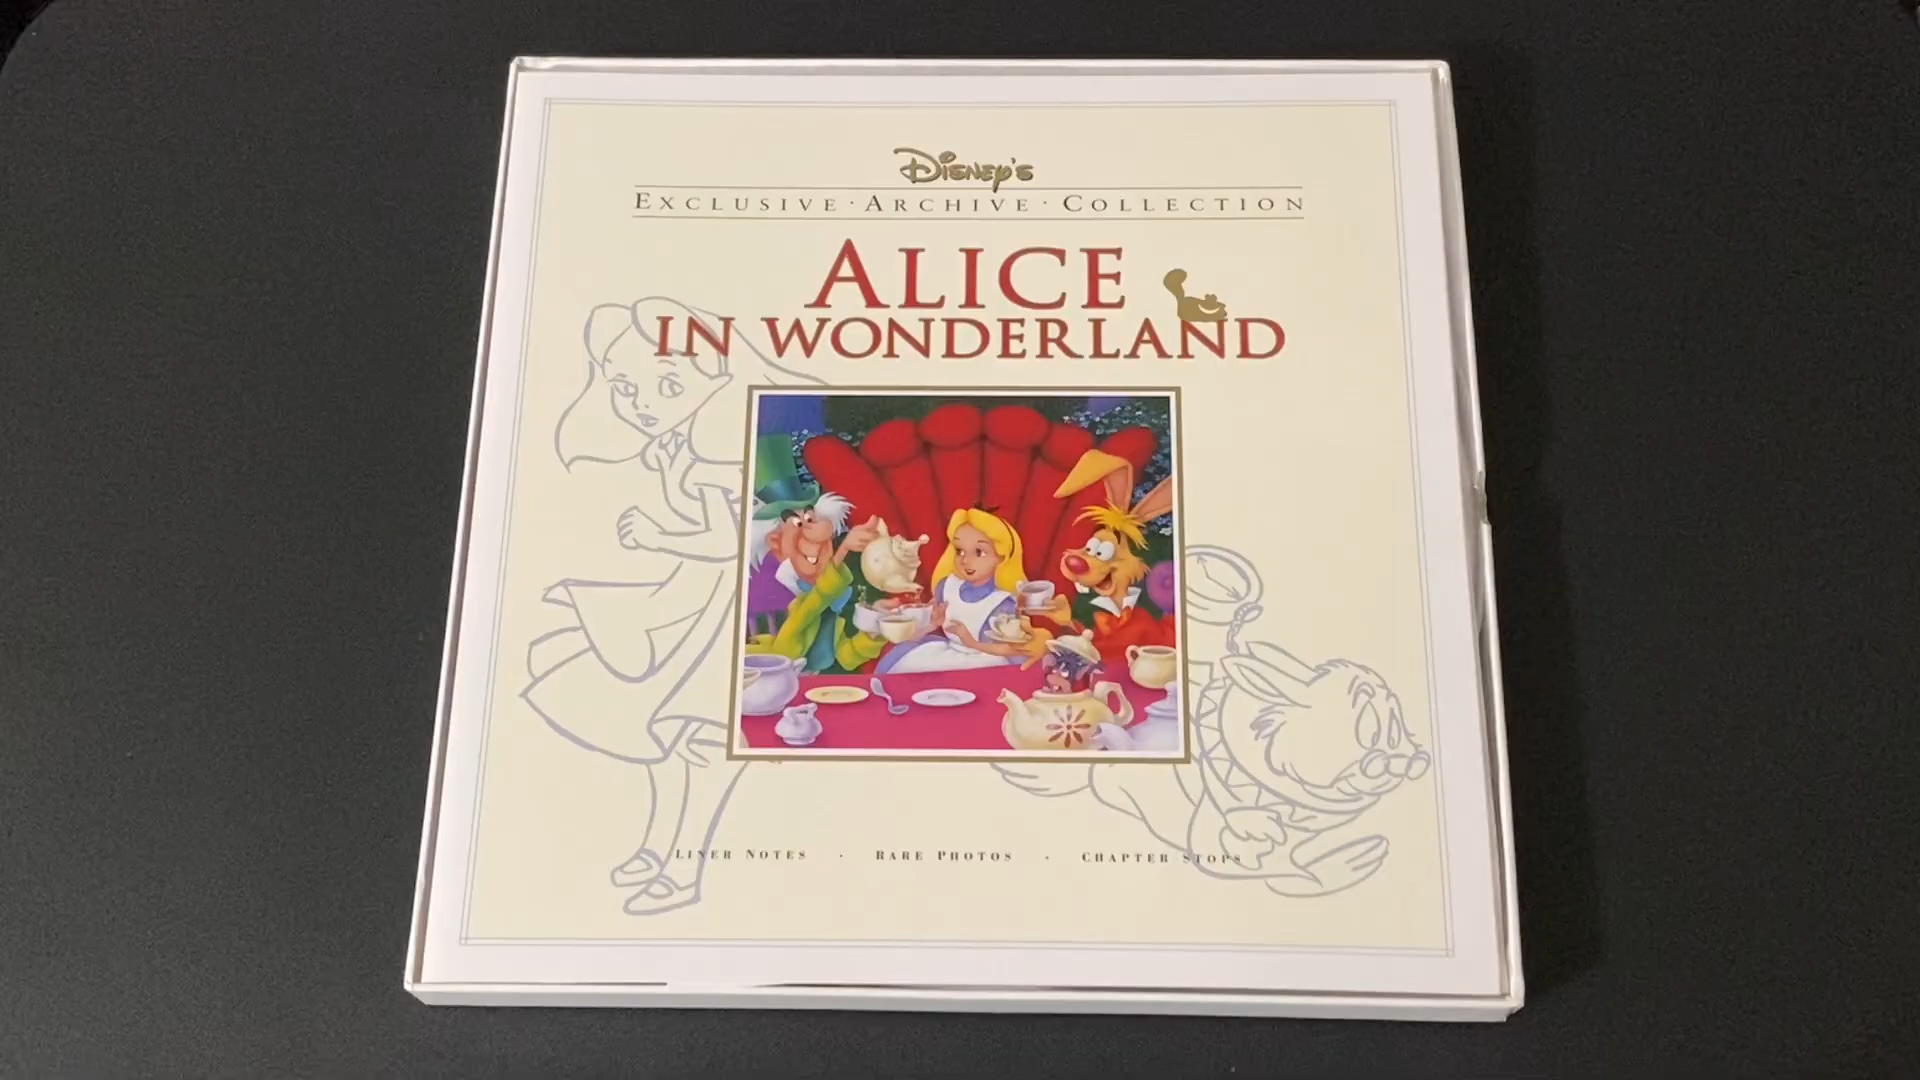 Disney's
Exclusive · Archive · Collection
ALICE
IN WONDERLAND
Liner Notes · Rare Photos · Chapter Stops